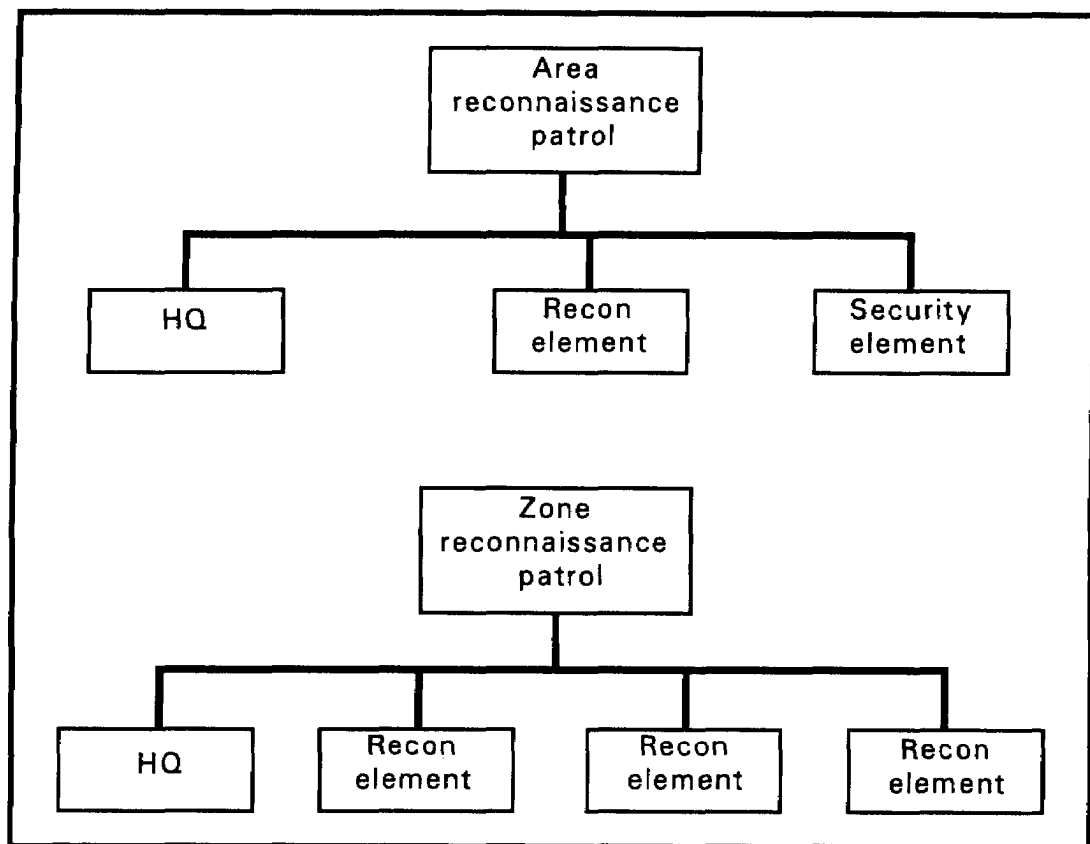 Area
reconnaissance
patrol
HQ
Recon
element
Security
element
Zone
reconnaissance
patrol
HQ
Recon
element
Recon
element
Recon
element